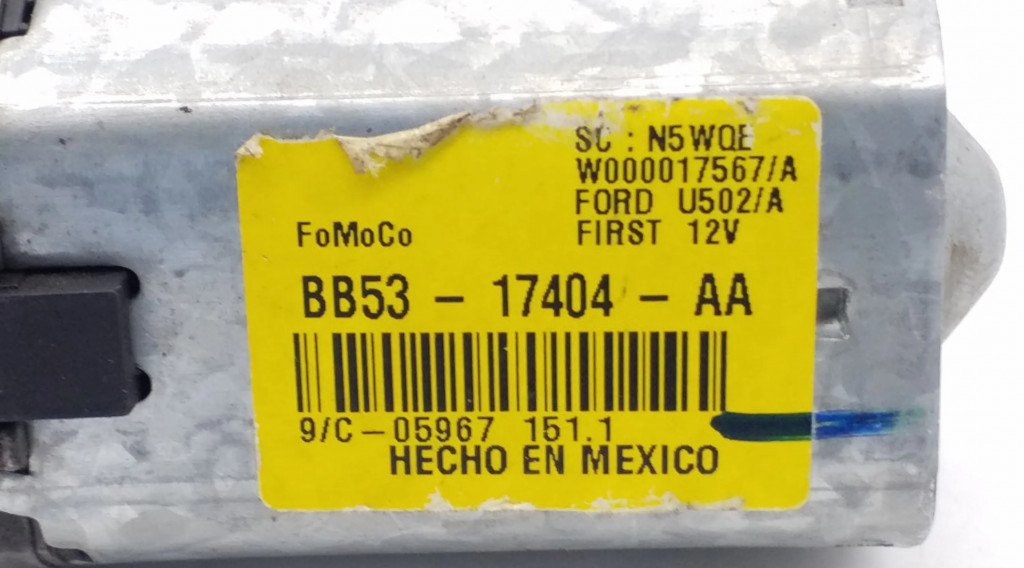 SC : N5WQE
W000017567/A
FORD U502/A
FIRST 12V
FoMoCo
BB53 - 17404 - AA
9/C-05967 151.1
HECHO EN MEXICO